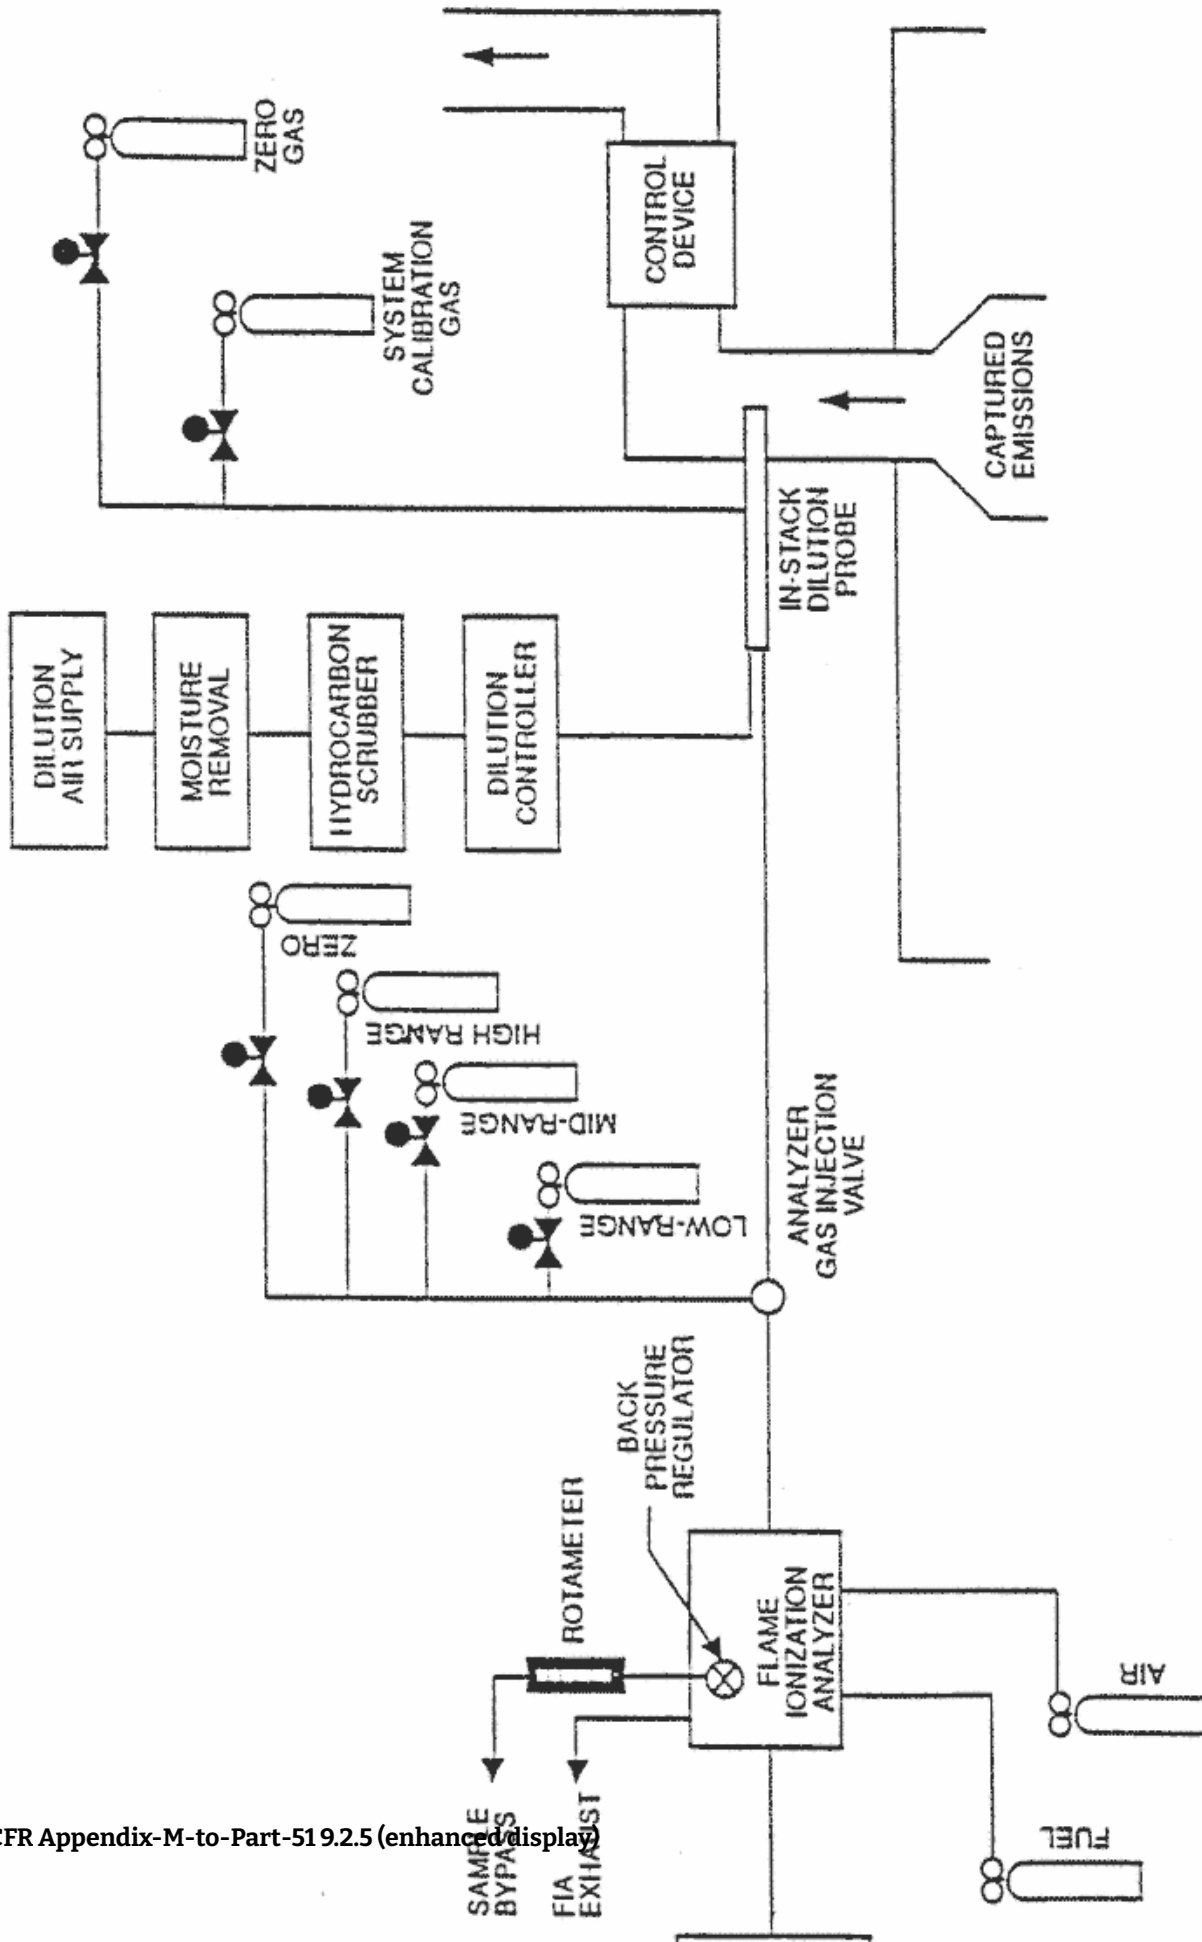 ZERO
GAS
SYSTEM
CALIBRATION
GAS
CONTROL
DEVICE
CAPTURED
EMISSIONS
IN-STACK
DILUTION
PROBE
DILUTION
AIR SUPPLY
MOISTURE
REMOVAL
HYDROCARBON
SCRUBBER
DILUTION
CONTROLLER
ZERO
HIGH RANGE
MID-RANGE
LOW-RANGE
ANALYZER
GAS INJECTION
VALVE
BACK
PRESSURE
REGULATOR
ROTAMETER
FLAME
IONIZATION
ANALYZER
SAMPLE
BYPASS
FIA
EXHAUST
AIR
FUEL
CFR Appendix-M-to-Part-51 9.2.5 (enhanced display)